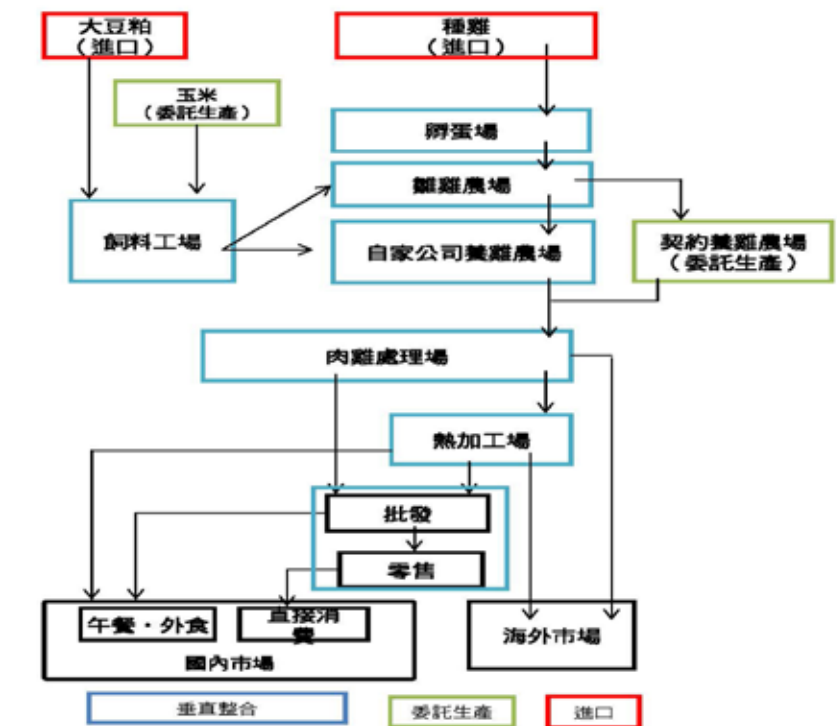 大豆粕
（進口）
種雞
（進口）
玉米
（委託生產）
孵蛋場
雛雞農場
飼料工場
自家公司養雞農場
契約養雞農場
（委託生產）
肉雞處理場
熱加工場
批發
零售
午餐・外食
直接消
費
國內市場
海外市場
垂直整合
委託生產
進口